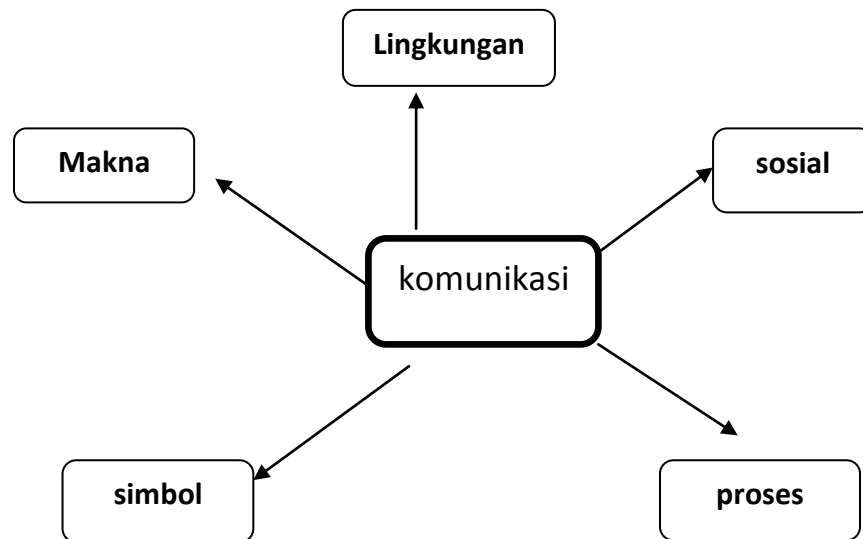 Lingkungan
Makna
sosial
komunikasi
simbol
proses